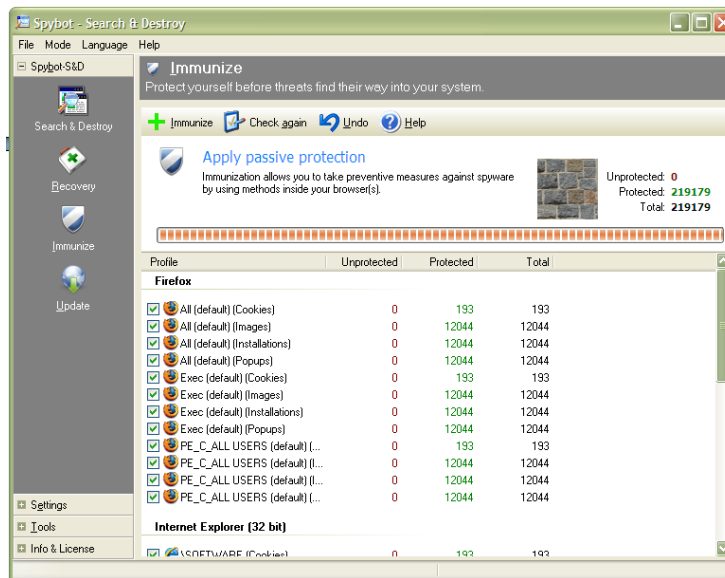 Spybot - Search & Destroy
File Mode Language Help
Spybot-S&D
Search & Destroy
Recovery
Immunize
Update
Settings
Tools
Info & License
Immunize
Protect yourself before threats find their way into your system.
Immunize Check again Undo Help
Apply passive protection
Immunization allows you to take preventive measures against spyware
by using methods inside your browser(s).
Unprotected: 0
Protected: 219179
Total: 219179
Profile Unprotected Protected Total
Firefox
All (default) (Cookies) 0 193 193
All (default) (Images) 0 12044 12044
All (default) (Installations) 0 12044 12044
All (default) (Popups) 0 12044 12044
Exec (default) (Cookies) 0 193 193
Exec (default) (Images) 0 12044 12044
Exec (default) (Installations) 0 12044 12044
Exec (default) (Popups) 0 12044 12044
PE_C_ALL USERS (default) (... 0 193 193
PE_C_ALL USERS (default) (I... 0 12044 12044
PE_C_ALL USERS (default) (I... 0 12044 12044
PE_C_ALL USERS (default) (... 0 12044 12044
Internet Explorer (32 bit)
\SOFTWARE (Cookies) 0 193 193